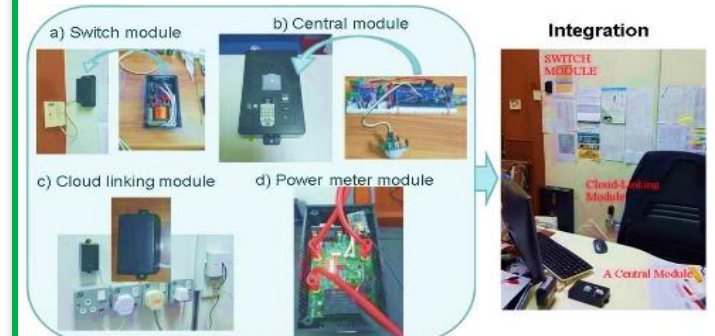 a) Switch module
b) Central module
Integration
SWITCH
MODULE
c) Cloud linking module
d) Power meter module
Cloud-Linking
Module
A Central Module